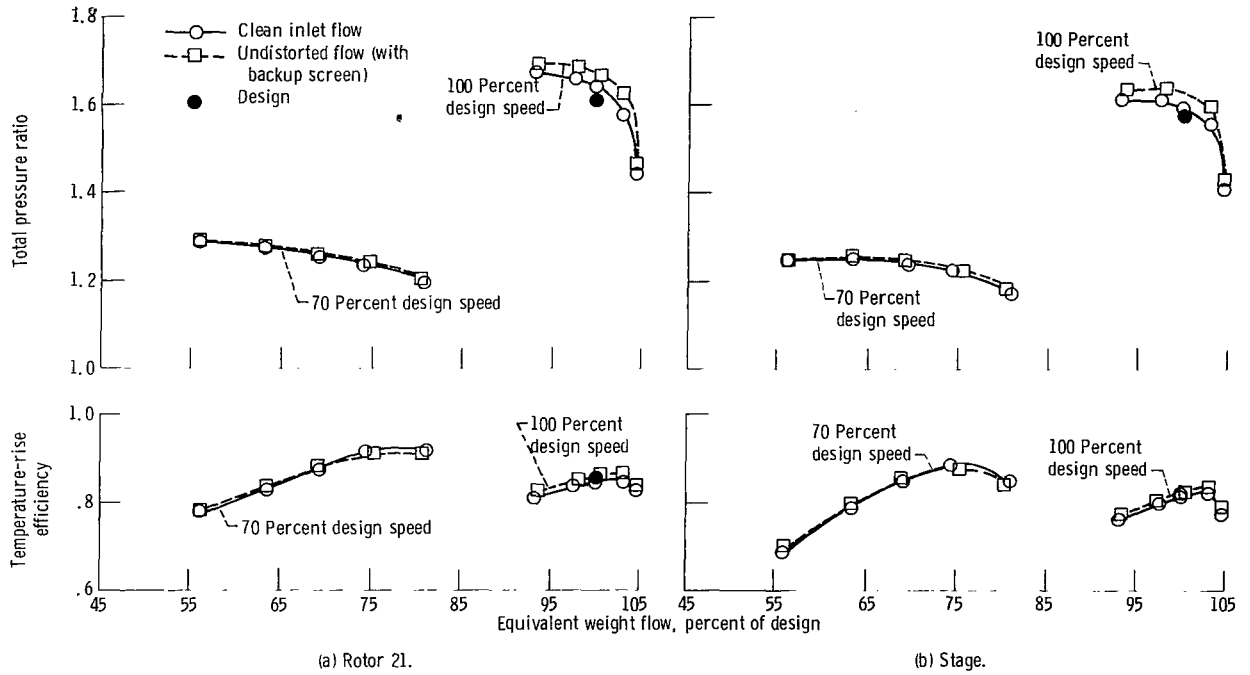 1.8
1.6
1.4
1.2
1.0
Total pressure ratio
Clean inlet flow
Undistorted flow (with
backup screen)
Design
100 Percent
design speed
70 Percent design speed
100 Percent
design speed
70 Percent
design speed
1.0
.8
.6
Temperature-rise
efficiency
70 Percent design speed
100 Percent
design speed
70 Percent
design speed
100 Percent
design speed
45 55 65 75 85 95 105 45 55 65 75 85 95 105
Equivalent weight flow, percent of design
(a) Rotor 21. (b) Stage.